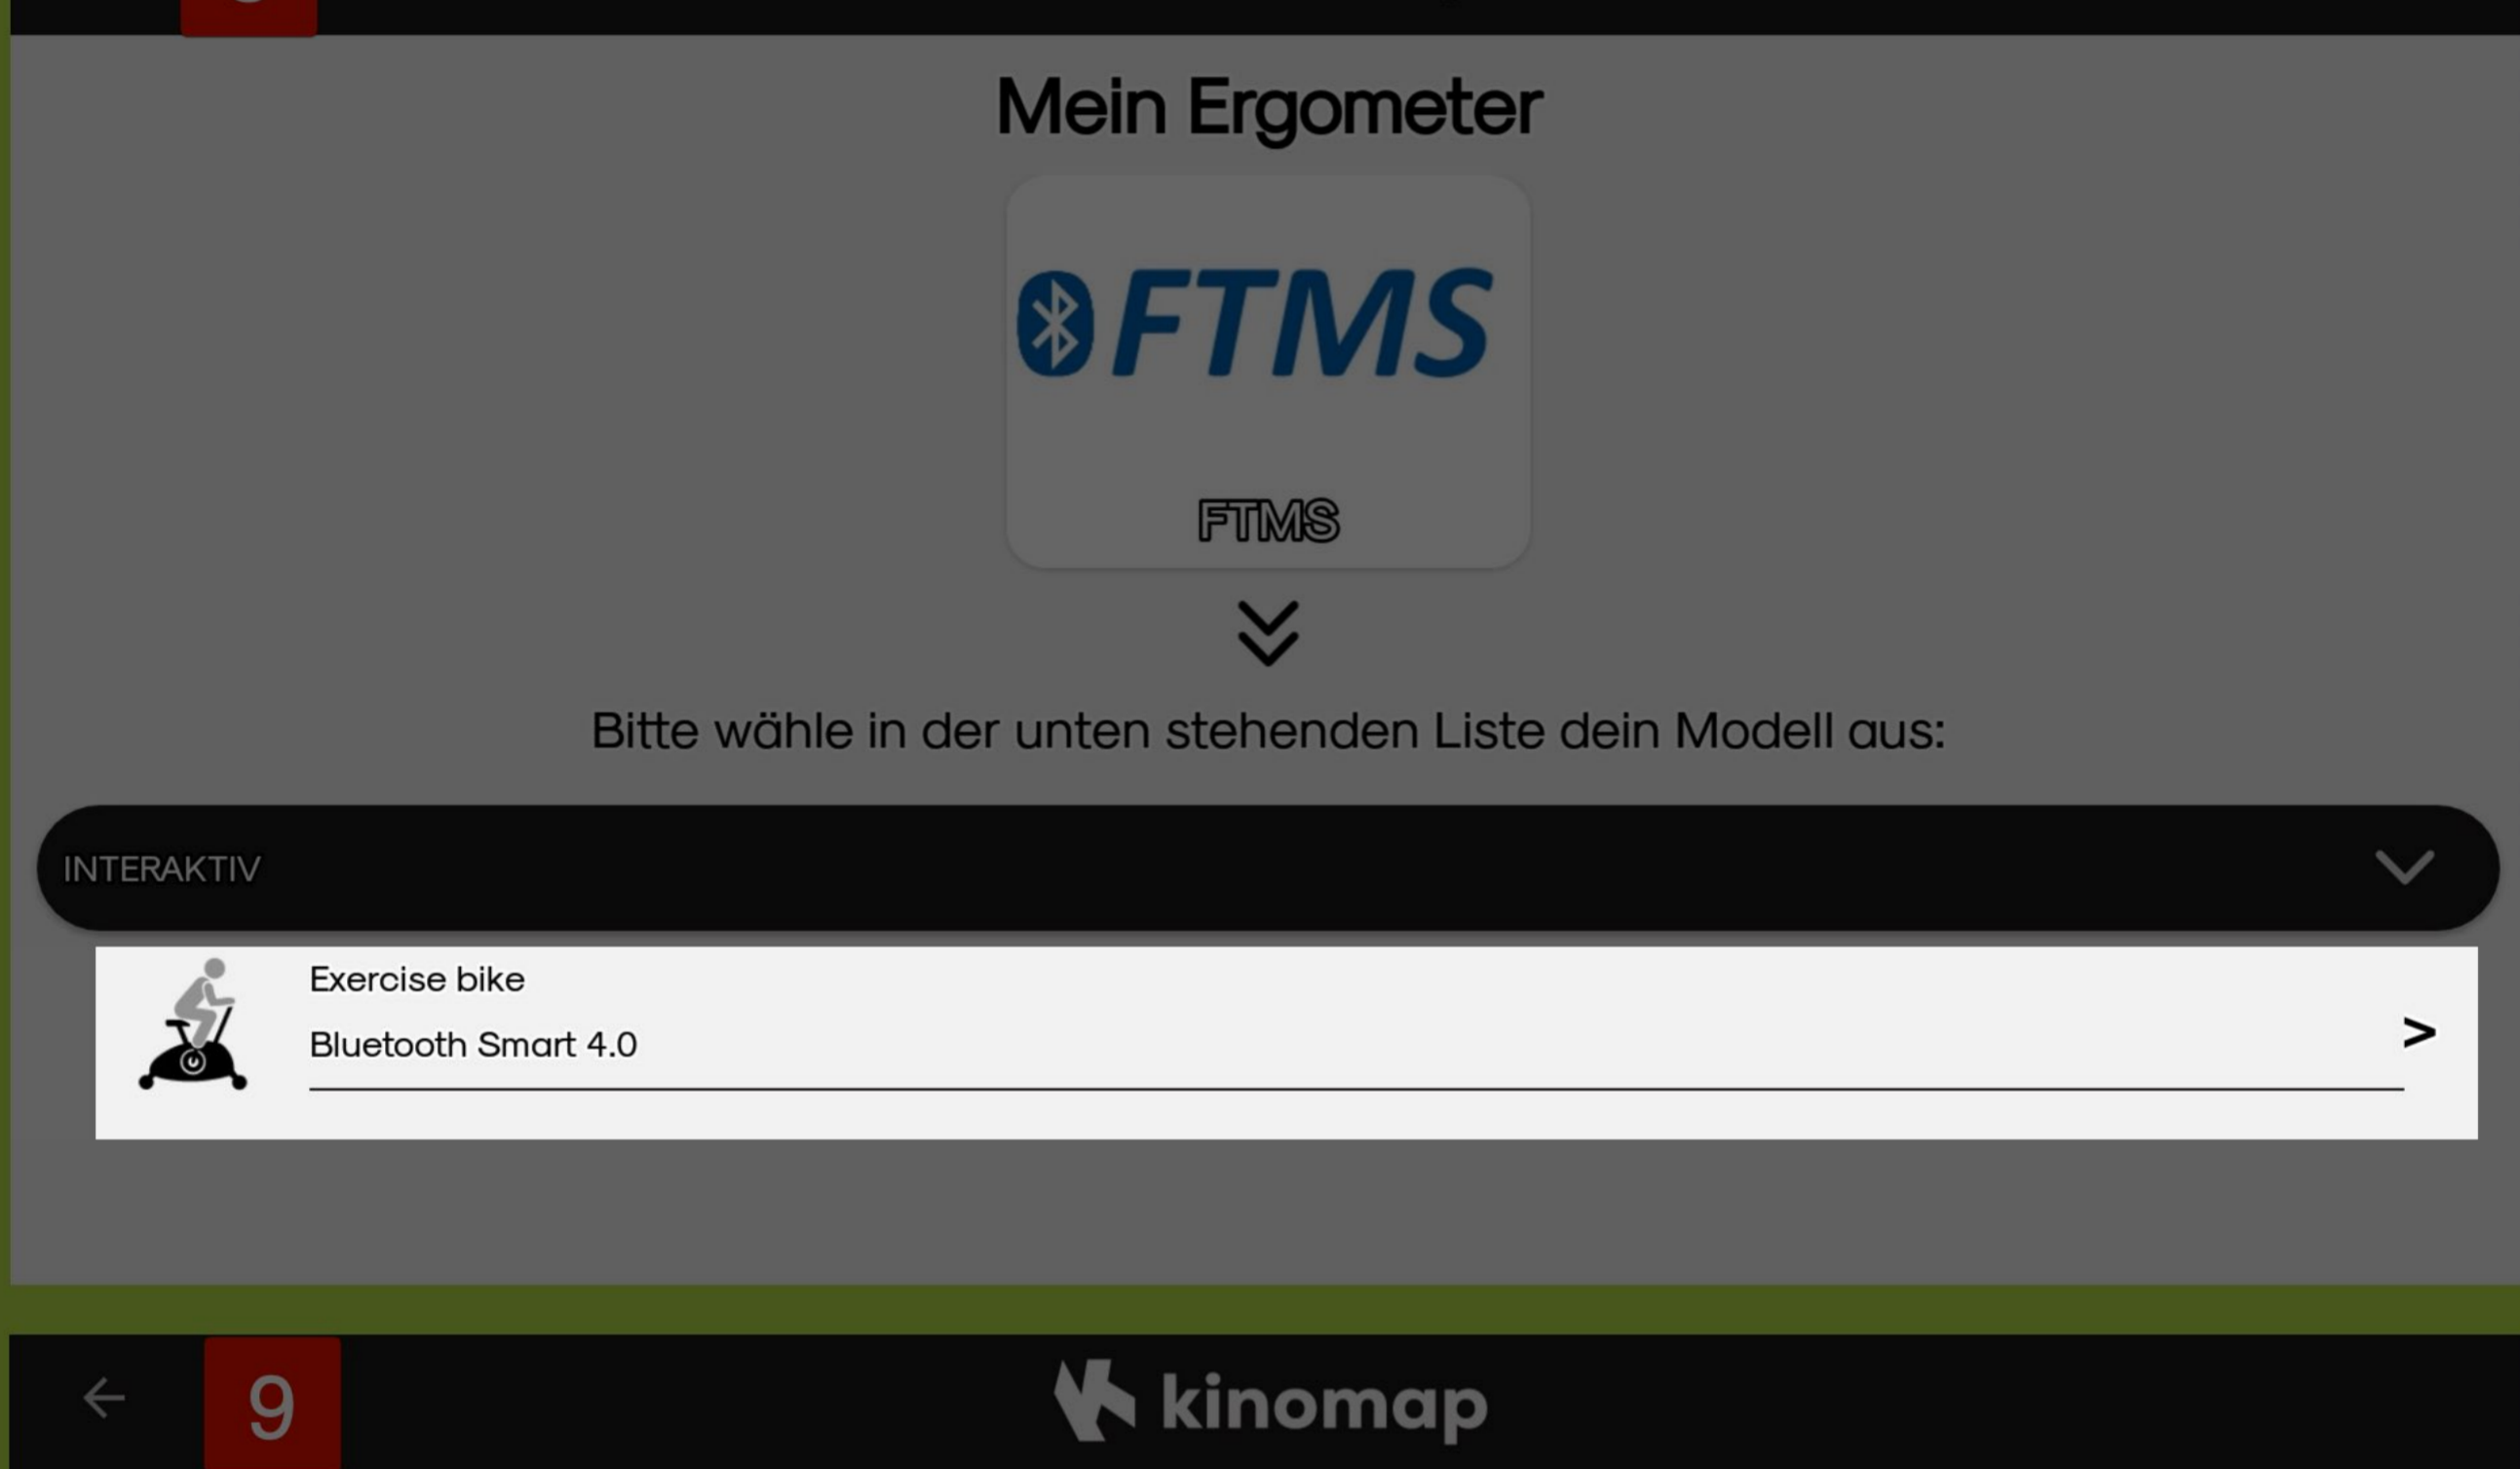 Mein Ergometer
FTMS
FTMS
Bitte wähle in der unten stehenden Liste dein Modell aus:
INTERAKTIV
Exercise bike
Bluetooth Smart 4.0
>
9
kinomap